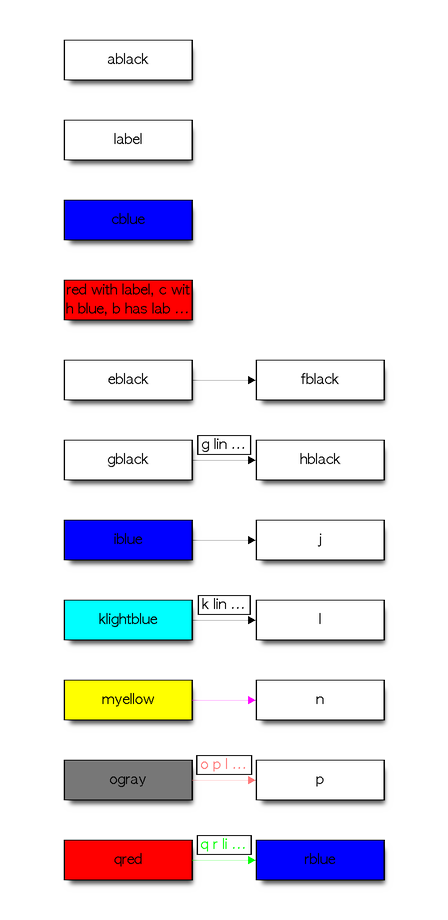 ablack
label
cblue
red with label, c wit
h blue, b has lab ...
eblack
fblack
g lin ...
gblack
hblack
iblue
j
k lin ...
klightblue
l
myellow
n
o p l ...
ogray
p
q r li ...
qred
rblue